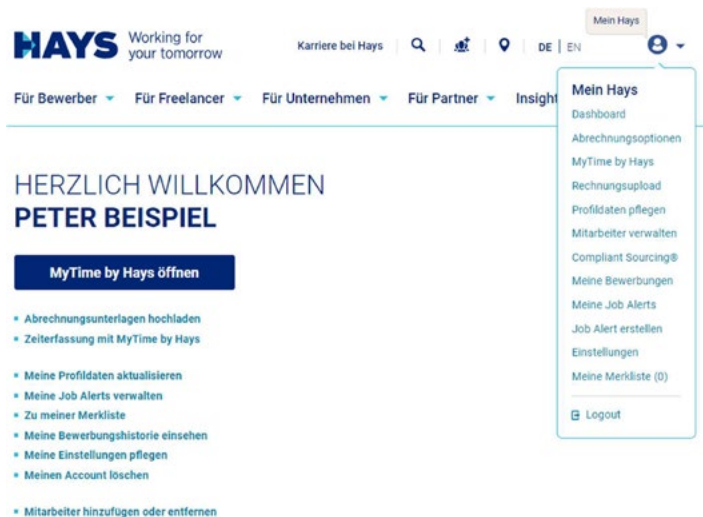 HAYS Working for
your tomorrow
Karriere bei Hays
DE | EN
Mein Hays
Für Bewerber
Für Freelancer
Für Unternehmen
Für Partner
Insight
HERZLICH WILLKOMMEN
PETER BEISPIEL
MyTime by Hays öffnen
Abrechnungsunterlagen hochladen
Zeiterfassung mit MyTime by Hays
Meine Profildaten aktualisieren
Meine Job Alerts verwalten
Zu meiner Merkliste
Meine Bewerbungshistorie einsehen
Meine Einstellungen pflegen
Meinen Account löschen
Mitarbeiter hinzufügen oder entfernen
Mein Hays
Dashboard
Abrechnungsoptionen
MyTime by Hays
Rechnungsupload
Profildaten pflegen
Mitarbeiter verwalten
Compliant Sourcing®
Meine Bewerbungen
Meine Job Alerts
Job Alert erstellen
Einstellungen
Meine Merkliste (0)
Logout